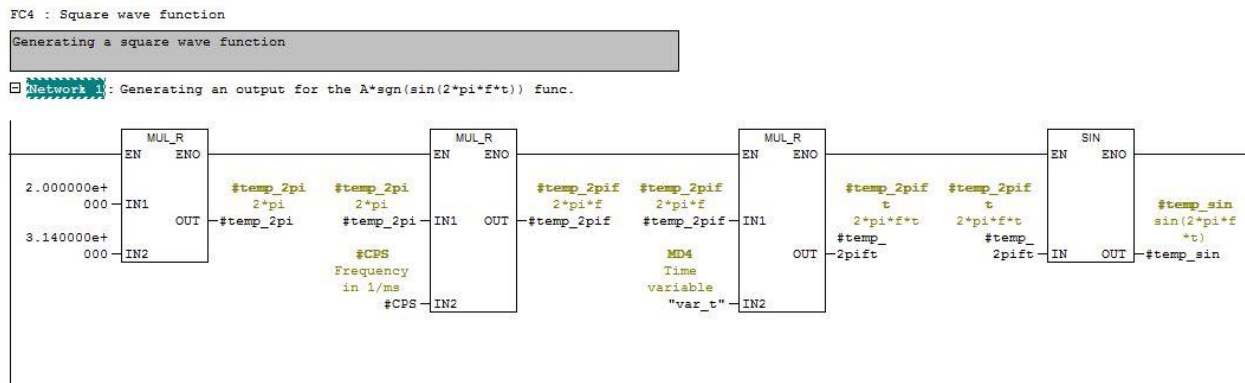 FC4 : Square wave function
Generating a square wave function
Network 1: Generating an output for the A*sgn(sin(2*pi*f*t)) func.
MUL_R MUL_R MUL_R SIN
EN ENO EN ENO EN ENO EN ENO
2.000000e+ #temp_2pi #temp_2pi #temp_2pif #temp_2pif #temp_2pif #temp_2pif #temp_sin
000 IN1 2*pi 2*pi 2*pi*f 2*pi*f t t sin(2*pi*f
OUT #temp_2pi #temp_2pi IN1 OUT #temp_2pif #temp_2pif IN1 2*pi*f*t 2*pi*f*t *t)
3.140000e+ #temp_ #temp_
000 IN2 #CPS MD4 OUT 2pift 2pift IN OUT #temp_sin
Frequency Time
in 1/ms variable
#CPS IN2 "var_t" IN2